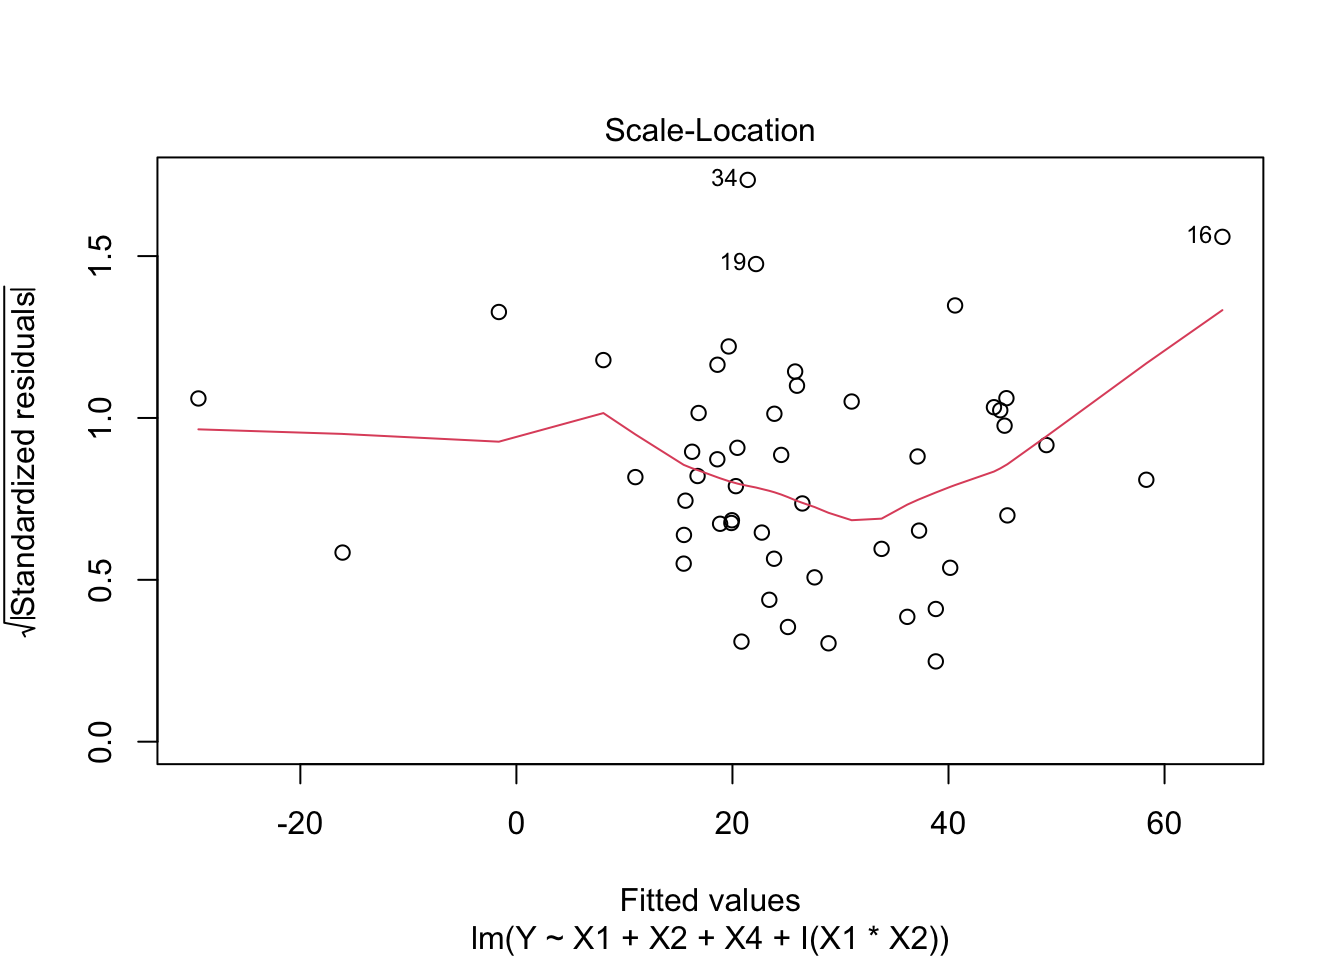 Scale-Location
√|Standardized residuals|
1.5
1.0
0.5
0.0
34
19
16
-20 0 20 40 60
Fitted values
lm(Y ~ X1 + X2 + X4 + I(X1 * X2))